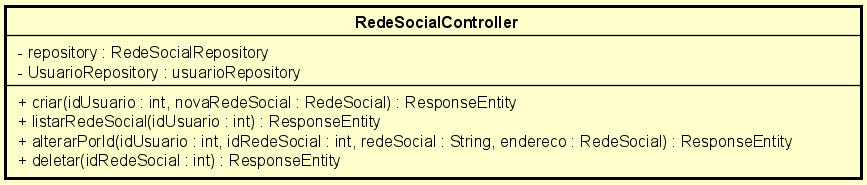 RedeSocialController
- repository : RedeSocialRepository
- UsuarioRepository : usuarioRepository
+ criar(idUsuario : int, novaRedeSocial : RedeSocial) : ResponseEntity
+ listarRedeSocial(idUsuario : int) : ResponseEntity
+ alterarPorId(idUsuario : int, idRedeSocial : int, redeSocial : String, endereco : RedeSocial) : ResponseEntity
+ deletar(idRedeSocial : int) : ResponseEntity